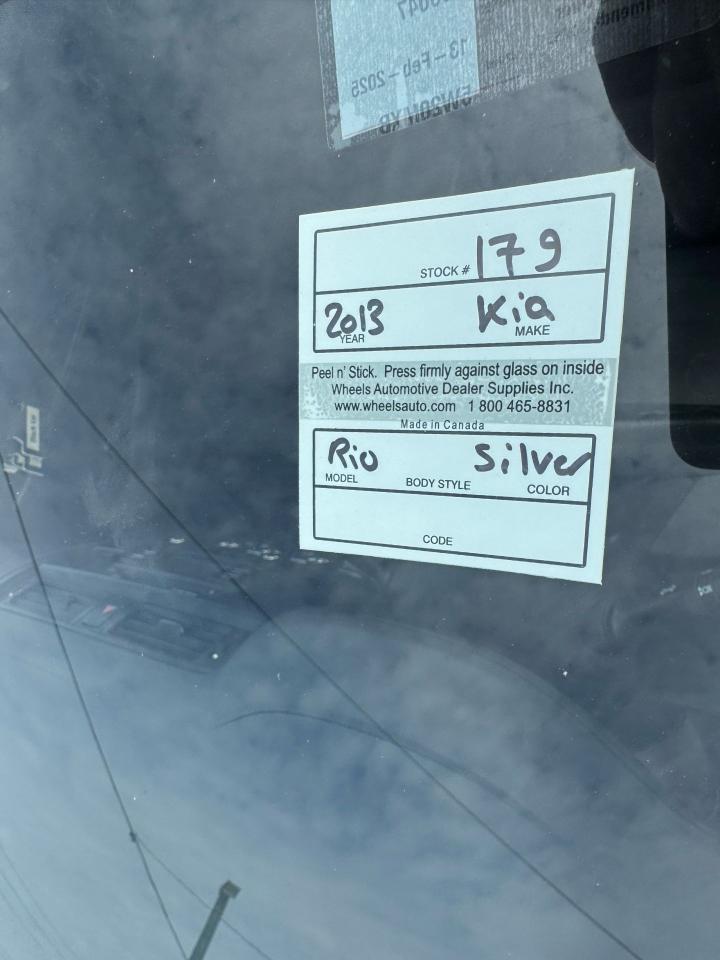 13 - Feb - 2025
STOCK # 179
2013 Kia
YEAR MAKE
Peel n' Stick. Press firmly against glass on inside
Wheels Automotive Dealer Supplies Inc.
www.wheelsauto.com 1 800 465-8831
Made in Canada
Rio Silver
MODEL BODY STYLE COLOR
CODE